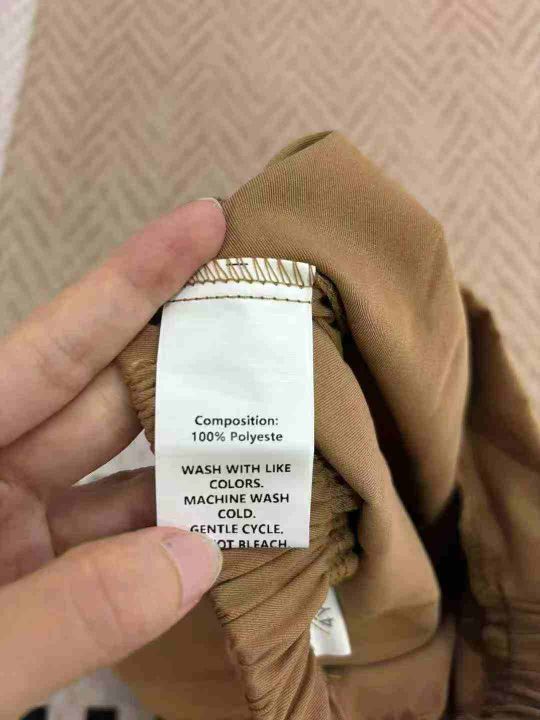 Composition:
100% Polyeste
WASH WITH LIKE
COLORS.
MACHINE WASH
COLD.
GENTLE CYCLE.
BLEACH.